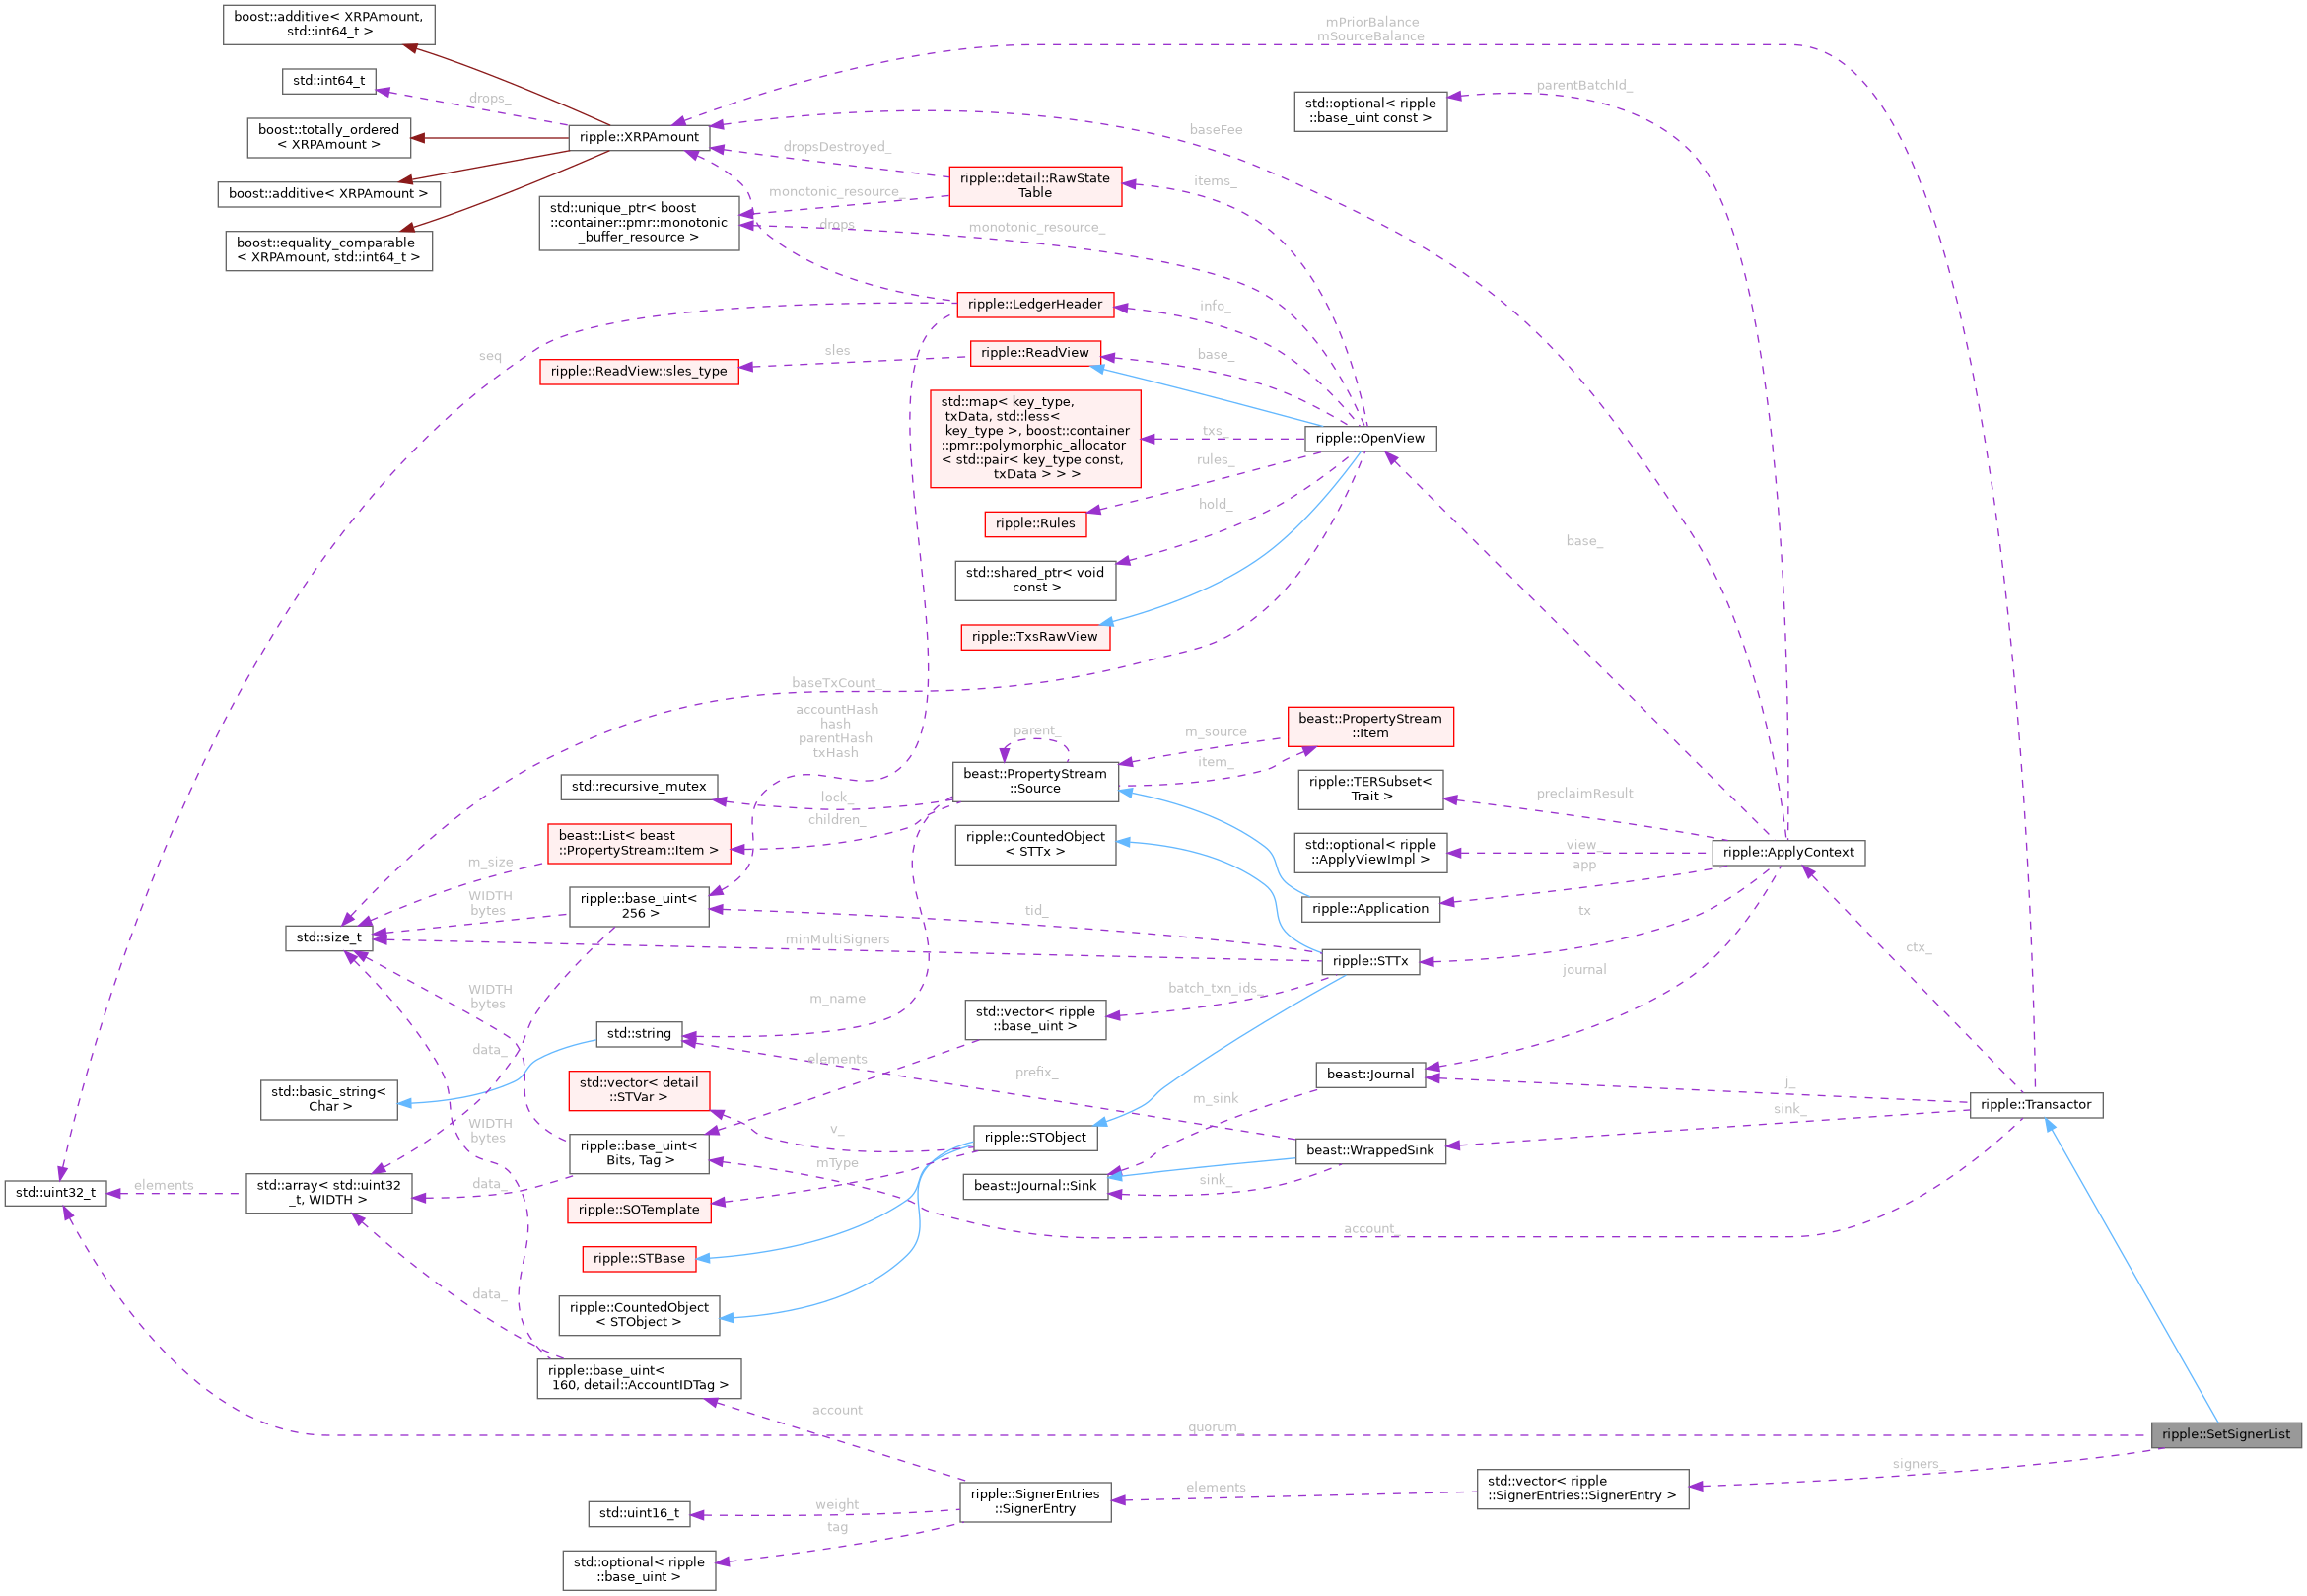 boost::additive< XRPAmount,
std::int64_t >
mPriorBalance
mSourceBalance
std::int64_t
drops_
parentBatchId_
std::optional< ripple
::base_uint const >
boost::totally_ordered
< XRPAmount >
ripple::XRPAmount
baseFee
dropsDestroyed_
boost::additive< XRPAmount >
ripple::detail::RawState
Table
items_
monotonic_resource_
std::unique_ptr< boost
::container::pmr::monotonic
_buffer_resource >
drops
monotonic_resource_
boost::equality_comparable
< XRPAmount, std::int64_t >
ripple::LedgerHeader
info_
seq
sles
ripple::ReadView
base_
ripple::ReadView::sles_type
std::map< key_type,
txData, std::less<
key_type >, boost::container
::pmr::polymorphic_allocator
< std::pair< key_type const,
txData > > >
txs_
ripple::OpenView
rules_
ripple::Rules
hold_
base_
std::shared_ptr< void
const >
ripple::TxsRawView
baseTxCount_
accountHash
hash
parentHash
txHash
parent_
m_source
beast::PropertyStream
::Item
beast::PropertyStream
::Source
item_
std::recursive_mutex
lock_
ripple::TERSubset<
Trait >
preclaimResult
children_
beast::List< beast
::PropertyStream::Item >
m_size
ripple::CountedObject
< STTx >
std::optional< ripple
::ApplyViewImpl >
view_
app
ripple::ApplyContext
WIDTH
bytes
ripple::base_uint<
256 >
tid_
ripple::Application
tx
std::size_t
minMultiSigners
ripple::STTx
ctx_
journal
WIDTH
bytes
m_name
batch_txn_ids_
std::vector< ripple
::base_uint >
std::string
data_
elements
prefix_
beast::Journal
j_
std::basic_string<
Char >
std::vector< detail
::STVar >
m_sink
sink_
ripple::Transactor
WIDTH
bytes
v_
ripple::STObject
ripple::base_uint<
Bits, Tag >
mType
beast::WrappedSink
std::uint32_t
elements
std::array< std::uint32
_t, WIDTH >
data_
beast::Journal::Sink
sink_
ripple::SOTemplate
account_
ripple::STBase
data_
ripple::CountedObject
< STObject >
ripple::base_uint<
160, detail::AccountIDTag >
account
quorum_
ripple::SetSignerList
signers_
std::vector< ripple
::SignerEntries::SignerEntry >
elements
ripple::SignerEntries
::SignerEntry
weight
std::uint16_t
tag
std::optional< ripple
::base_uint >